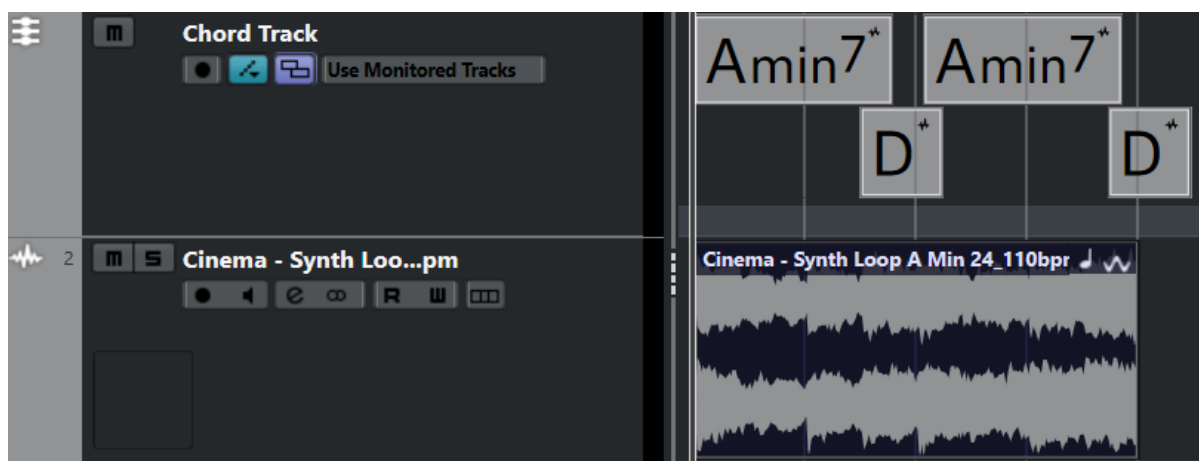 M Chord Track
Use Monitored Tracks
Amin7 Amin7
D D
2 M S Cinema - Synth Loo...pm
e R W
Cinema - Synth Loop A Min 24_110bpr